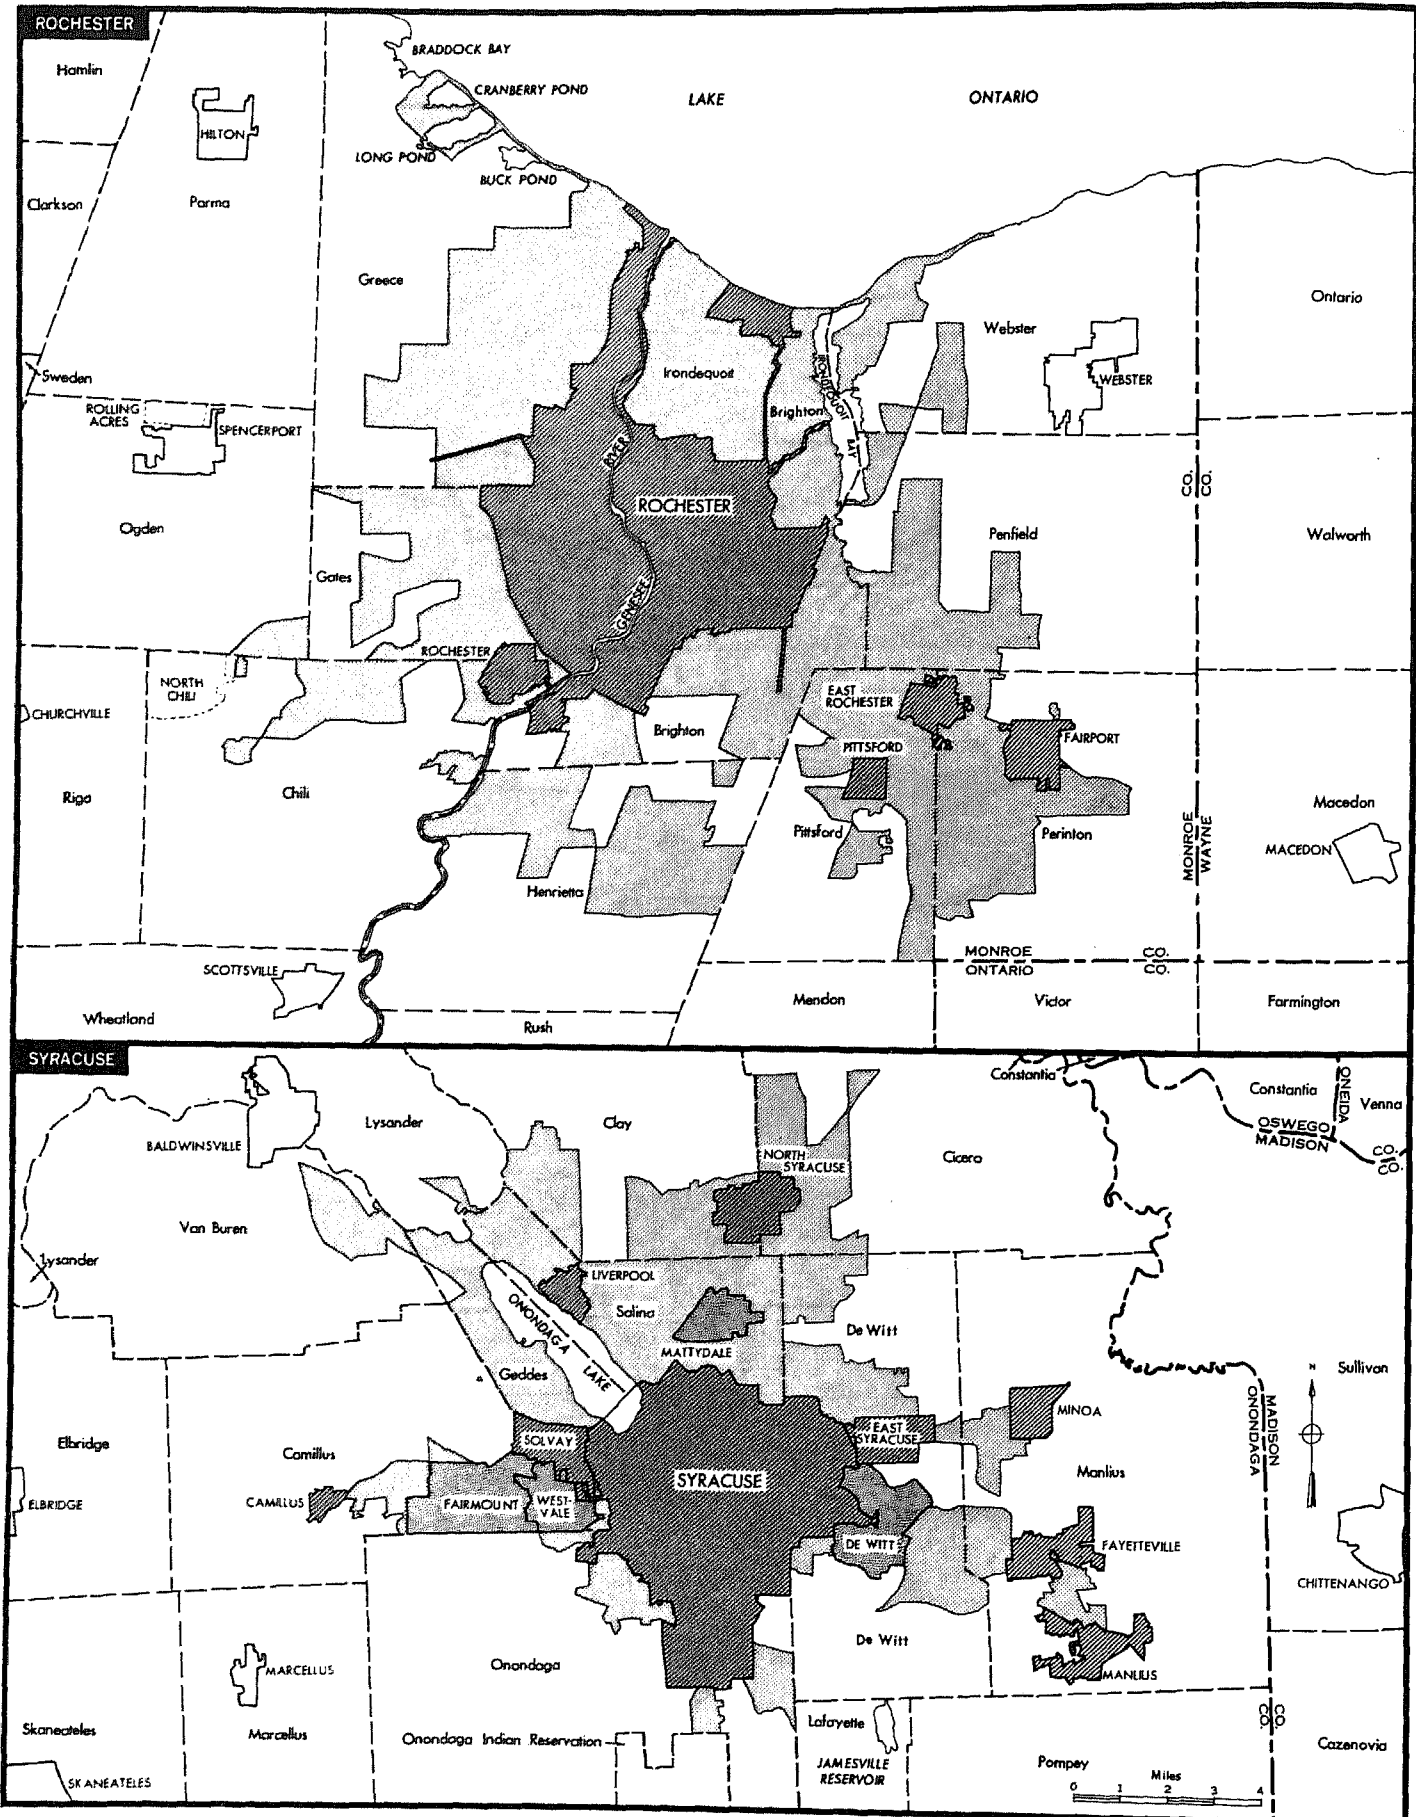 ROCHESTER
Hamlin
BRADDOCK BAY
CRANBERRY POND
LAKE
ONTARIO
HILTON
LONG POND
BUCK POND
Clarkson
Parma
Greece
Ontario
Webster
Irondequoit
IRONDEQUOIT
BAY
Sweden
WEBSTER
Brighton
ROLLING
ACRES
SPENCERPORT
RIVER
ROCHESTER
CO.
CO.
Ogden
Penfield
Walworth
Gates
GENESEE
ROCHESTER
NORTH
CHILI
EAST
ROCHESTER
CHURCHVILLE
Brighton
PITTSFORD
FAIRPORT
Riga
Chili
Macedon
Pittsford
Perinton
MONROE
WAYNE
MACEDON
Henrietta
MONROE CO.
ONTARIO CO.
SCOTTSVILLE
Mendon
Victor
Farmington
Wheatland
Rush
SYRACUSE
Constantia
Constantia
ONEIDA
Venna
Lysander
Clay
OSWEGO
MADISON
CO.
CO.
BALDWINSVILLE
NORTH
SYRACUSE
Cicero
Van Buren
Lysander
LIVERPOOL
ONONDAGA
LAKE
Salina
De Witt
MATTYDALE
Geddes
N
Sullivan
MADISON
ONONDAGA
MINOA
Elbridge
Camillus
SOLVAY
EAST
SYRACUSE
SYRACUSE
Manlius
ELBRIDGE
CAMILLUS
FAIRMOUNT
WEST-
VALE
DE WITT
FAYETTEVILLE
CHITTENANGO
De Witt
MARCELLUS
Onondaga
MANLIUS
Skaneateles
Marcellus
Onondaga Indian Reservation
Lafayette
CO.
CO.
Cazenovia
JAMESVILLE
RESERVOIR
Pompey
Miles
0 1 2 3 4
SKANEATELES